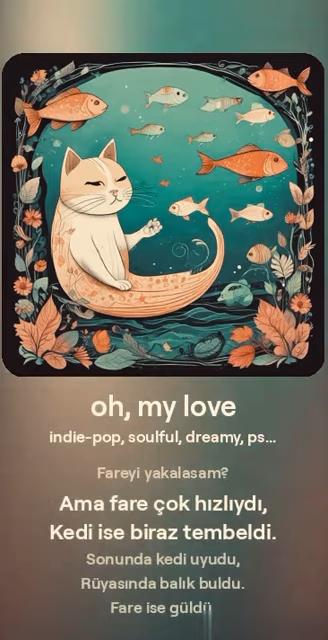 oh, my love
indie-pop, soulful, dreamy, ps...
Fareyi yakalasam?
Ama fare çok hızlıydı,
Kedi ise biraz tembeldi.
Sonunda kedi uyudu,
Rüyasında balık buldu.
Fare ise güldü